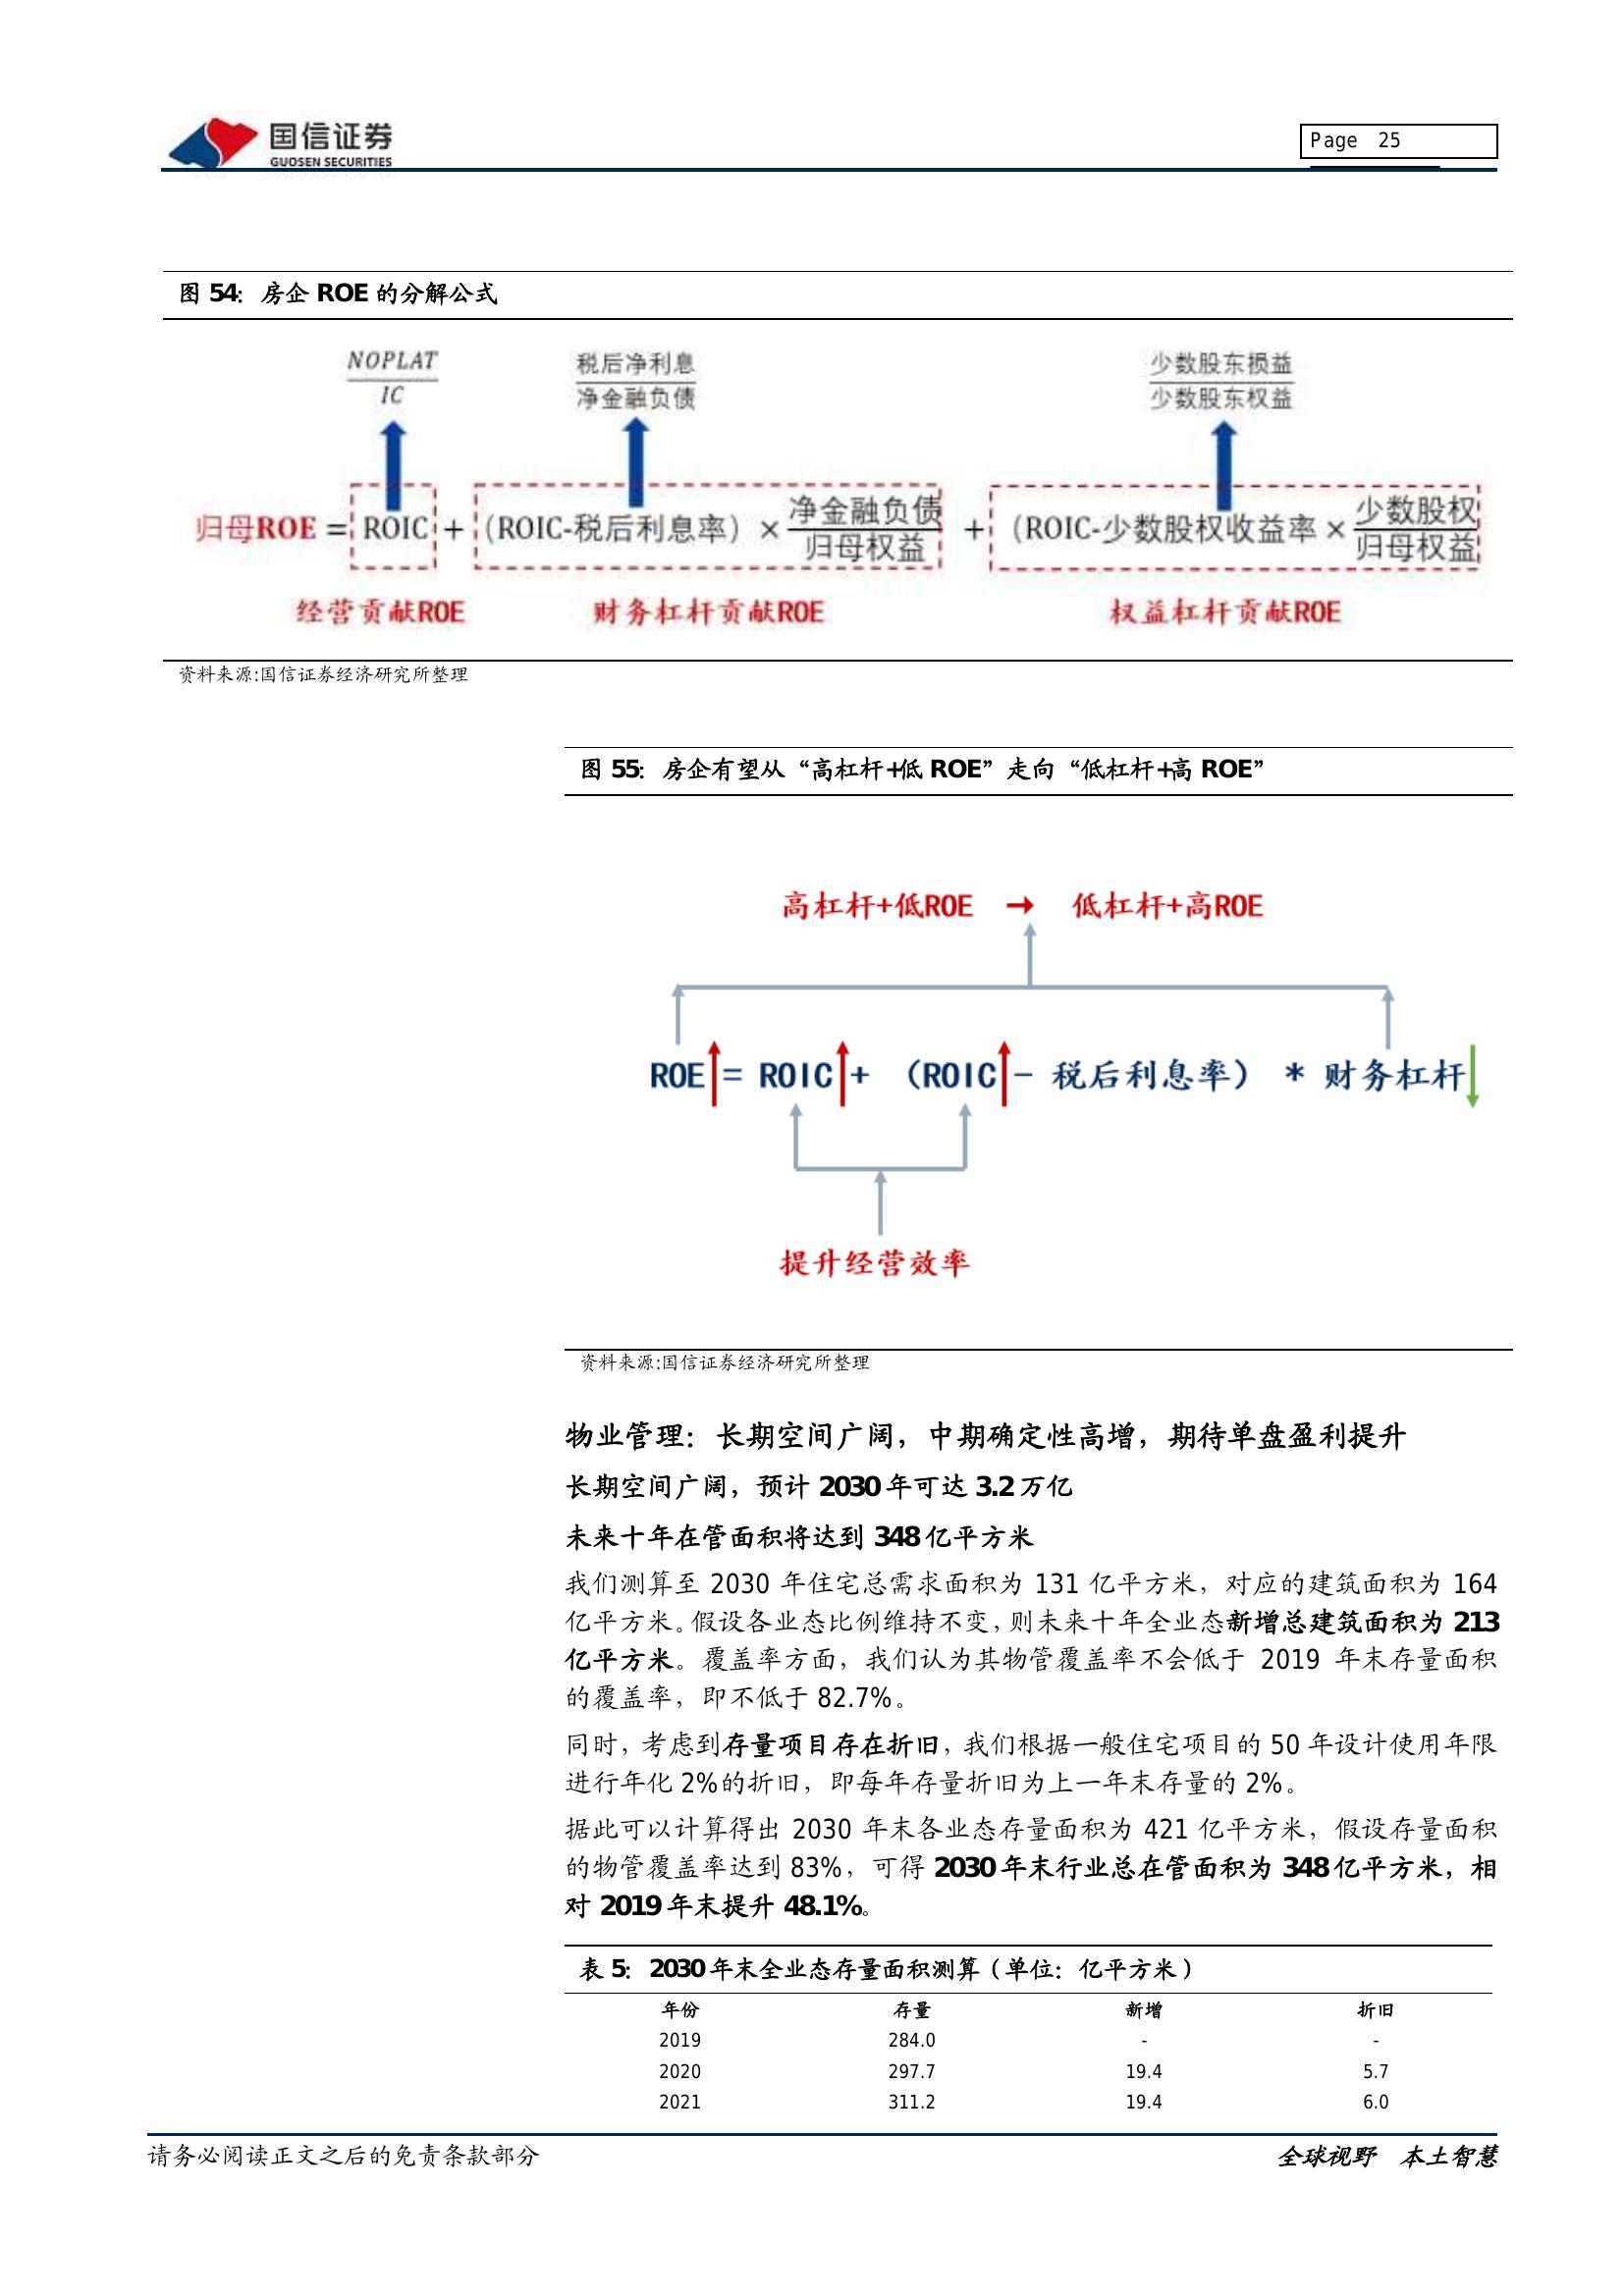 国信证券
GUOSEN SECURITIES
Page 25
图 54：房企 ROE 的分解公式
NOPLAT
IC
税后净利息
净金融负债
少数股东损益
少数股东权益
归母ROE = ROIC + (ROIC-税后利息率) × 净金融负债 + (ROIC-少数股权收益率 × 少数股权
归母权益 归母权益
经营贡献ROE 财务杠杆贡献ROE 权益杠杆贡献ROE
资料来源:国信证券经济研究所整理
图 55：房企有望从“高杠杆+低 ROE”走向“低杠杆+高 ROE”
高杠杆+低ROE → 低杠杆+高ROE
ROE = ROIC + （ROIC - 税后利息率） * 财务杠杆
提升经营效率
资料来源:国信证券经济研究所整理
物业管理：长期空间广阔，中期确定性高增，期待单盘盈利提升
长期空间广阔，预计 2030 年可达 3.2 万亿
未来十年在管面积将达到 348 亿平方米
我们测算至 2030 年住宅总需求面积为 131 亿平方米，对应的建筑面积为 164
亿平方米。假设各业态比例维持不变，则未来十年全业态新增总建筑面积为 213
亿平方米。覆盖率方面，我们认为其物管覆盖率不会低于 2019 年末存量面积
的覆盖率，即不低于 82.7%。
同时，考虑到存量项目存在折旧，我们根据一般住宅项目的 50 年设计使用年限
进行年化 2%的折旧，即每年存量折旧为上一年末存量的 2%。
据此可以计算得出 2030 年末各业态存量面积为 421 亿平方米，假设存量面积
的物管覆盖率达到 83%，可得 2030 年末行业总在管面积为 348 亿平方米，相
对 2019 年末提升 48.1%。
表 5：2030 年末全业态存量面积测算（单位：亿平方米）
年份 存量 新增 折旧
2019 284.0 - -
2020 297.7 19.4 5.7
2021 311.2 19.4 6.0
请务必阅读正文之后的免责条款部分
全球视野 本土智慧